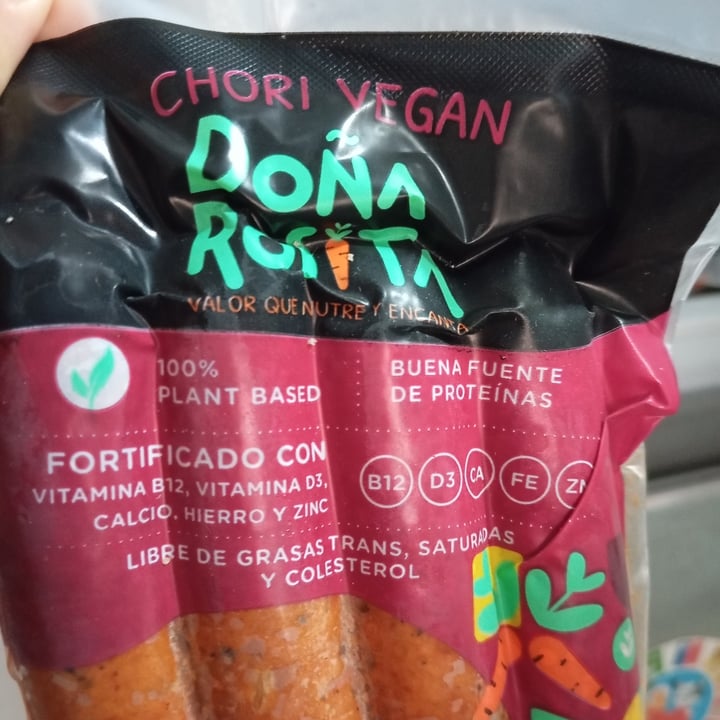 CHORI VEGAN
DOÑA
ROSITA
VALOR QUE NUTRE Y ENCANTA
100%
PLANT BASED
BUENA FUENTE
DE PROTEÍNAS
FORTIFICADO CON
VITAMINA B12, VITAMINA D3,
CALCIO, HIERRO Y ZINC
B12 D3 CA FE ZN
LIBRE DE GRASAS TRANS, SATURADAS
Y COLESTEROL